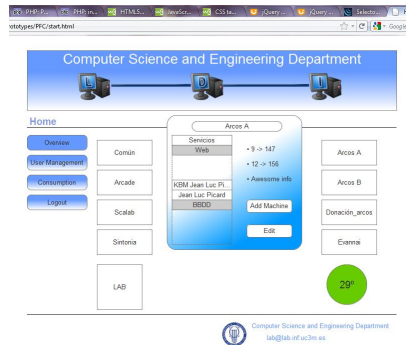 PHP: P...
PHP: in...
HTML5...
JavaScr...
CSS ta...
jQuery ...
jQuery ...
Selecto...
rototypes/PFC/start.html
Google
Computer Science and Engineering Department
L D I
Home
Overview
User Management
Consumption
Logout
Común
Arcade
Scalab
Sintonia
LAB
Arcos A
Servicios
Web
KBM Jean Luc Pi...
Jean Luc Picard
BBDD
• 9 -> 147
• 12 -> 156
• Awesome info
Add Machine
Edit
Arcos A
Arcos B
Donación_arcos
Evannai
29º
Computer Science and Engineering Department
lab@lab.inf.uc3m.es